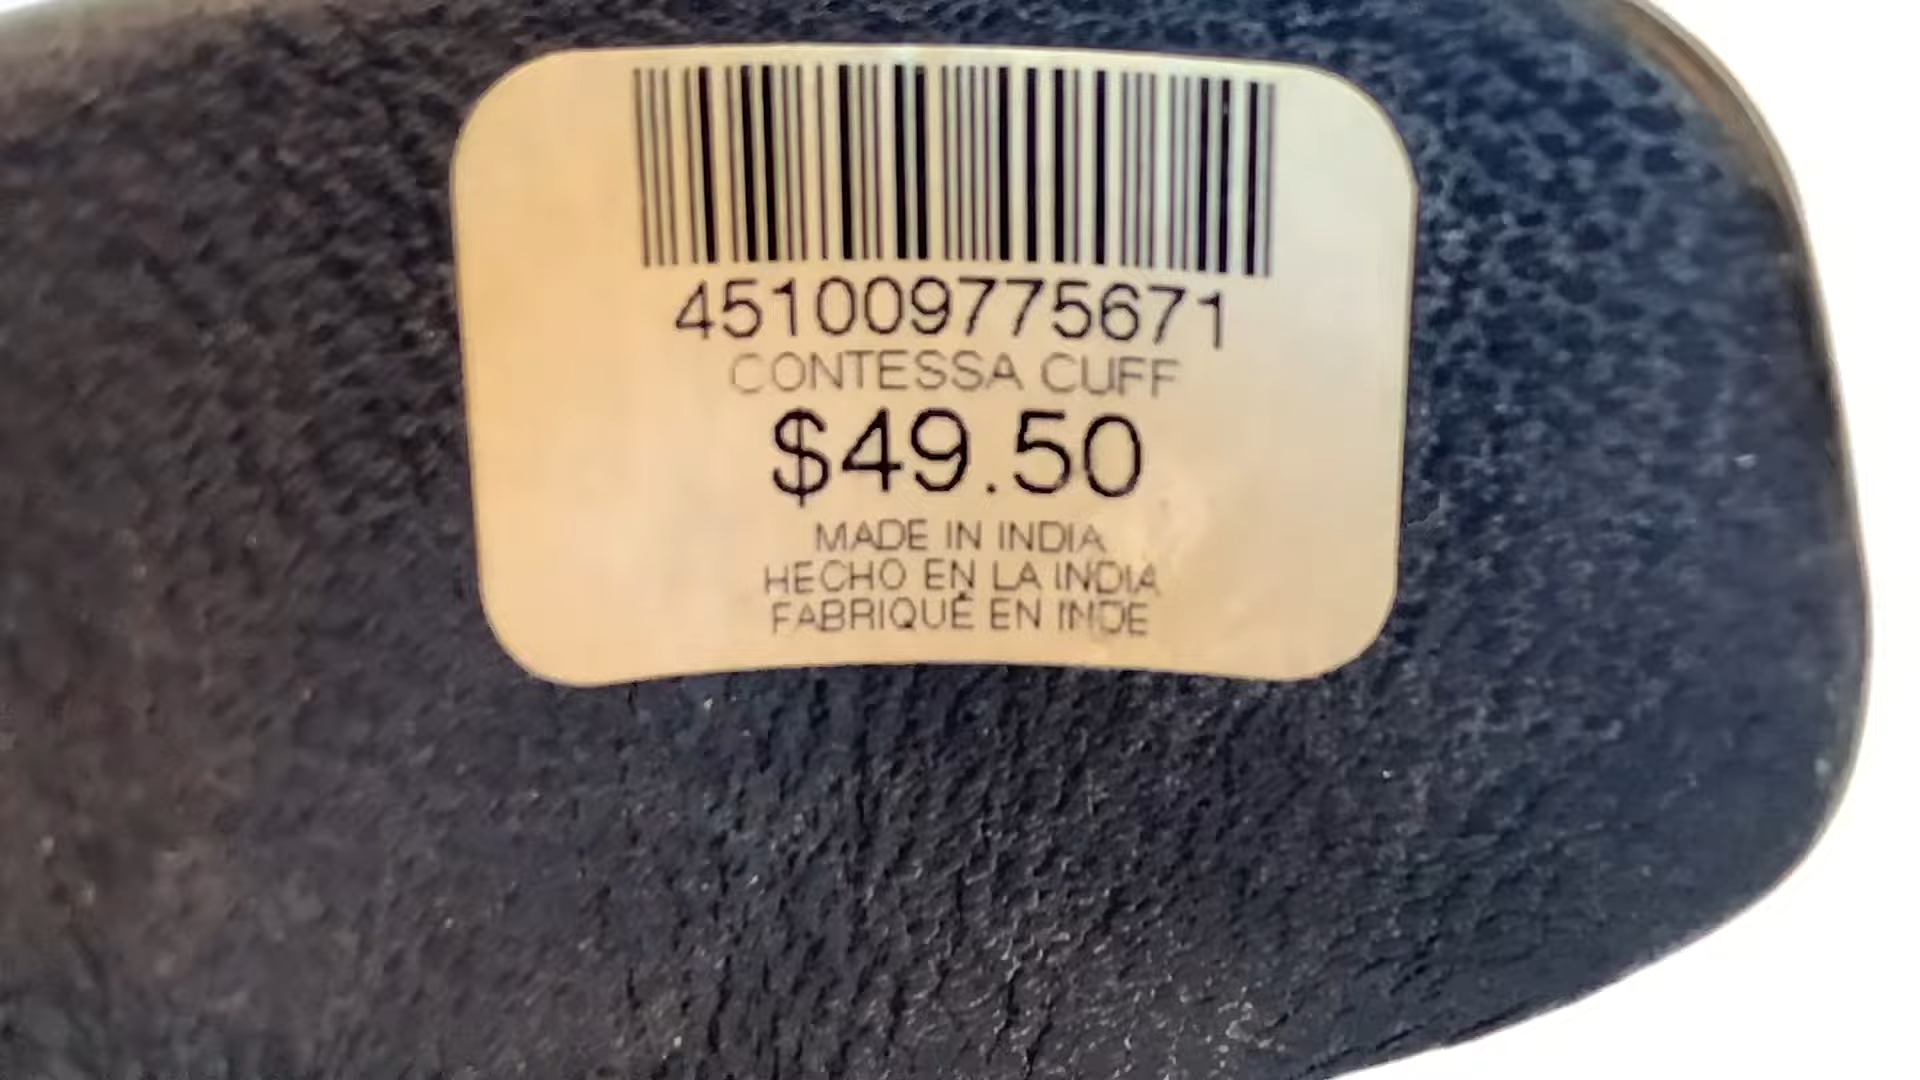 451009775671
CONTESSA CUFF
$49.50
MADE IN INDIA
HECHO EN LA INDIA
FABRIQUÉ EN INDE